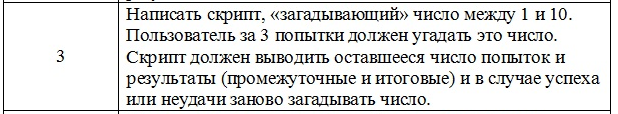 3
Написать скрипт, «загадывающий» число между 1 и 10.
Пользователь за 3 попытки должен угадать это число.
Скрипт должен выводить оставшееся число попыток и
результаты (промежуточные и итоговые) и в случае успеха
или неудачи заново загадывать число.